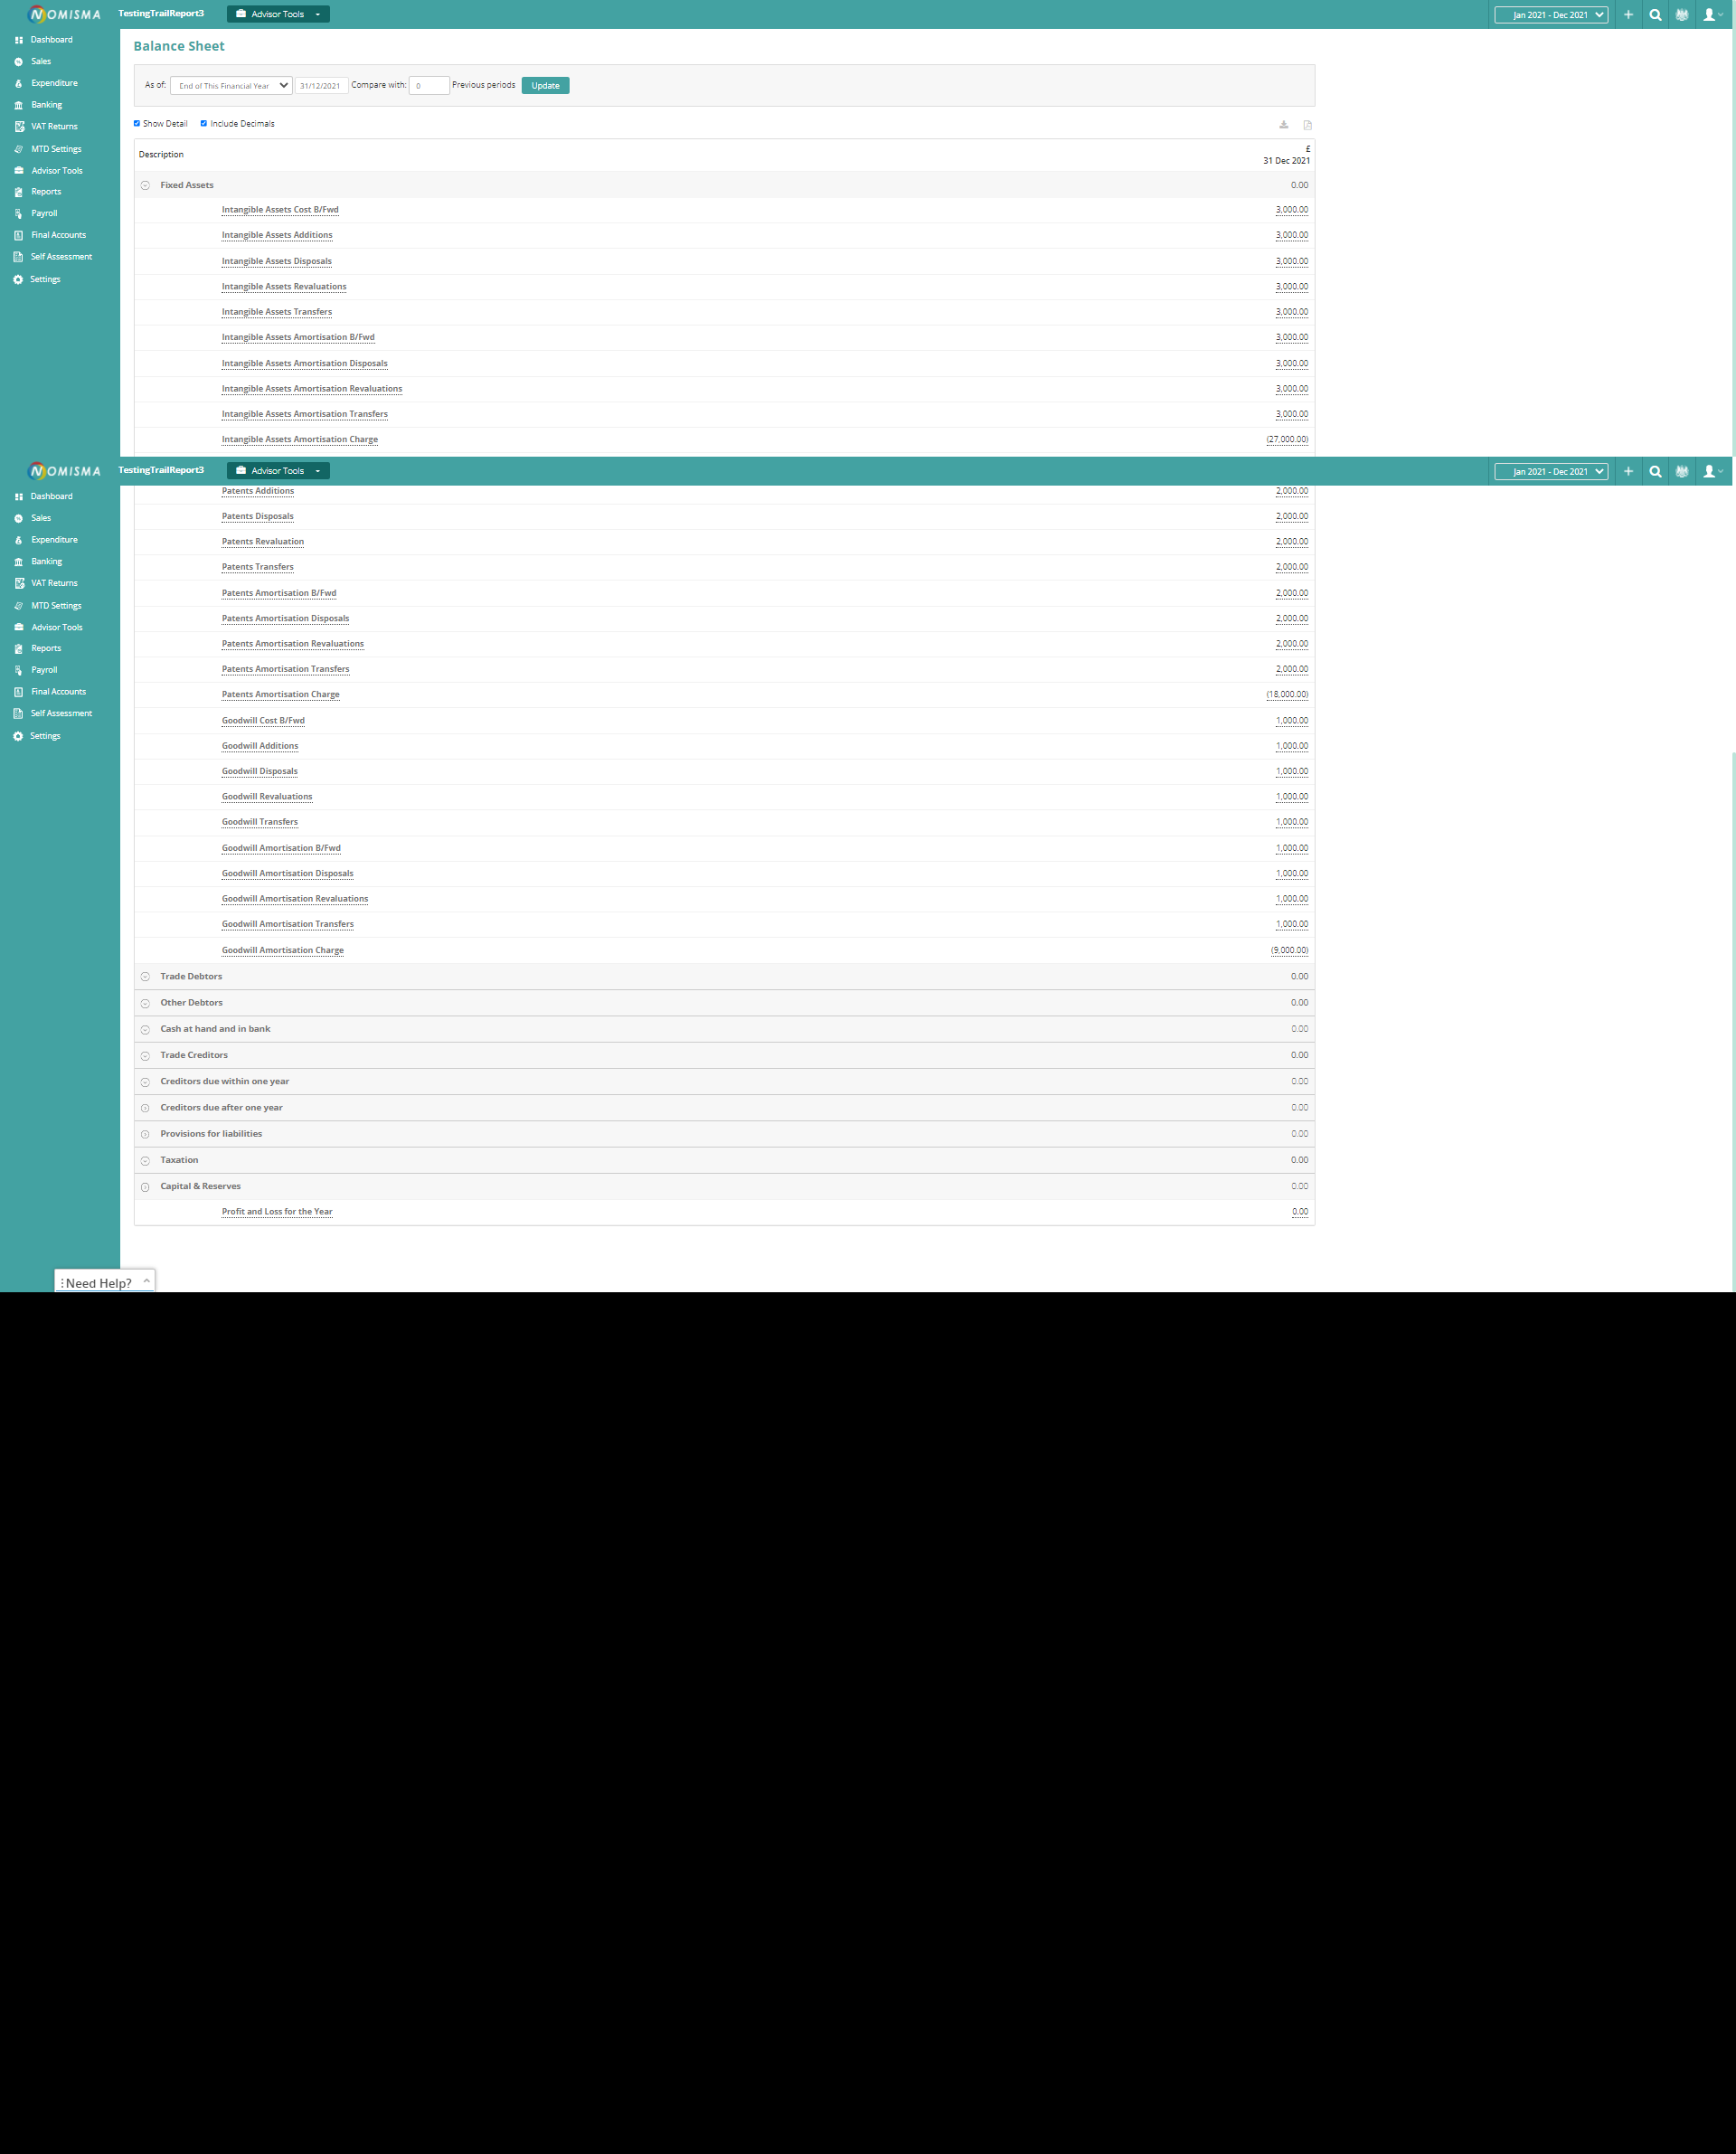 NOMISMA TestingTrailReport3 Advisor Tools Jan 2021 - Dec 2021
Dashboard
Sales
Expenditure
Banking
VAT Returns
MTD Settings
Advisor Tools
Reports
Payroll
Final Accounts
Self Assessment
Settings
Balance Sheet
As of: End of This Financial Year 31/12/2021 Compare with: 0 Previous periods Update
Show Detail Include Decimals
Description £
31 Dec 2021
Fixed Assets 0.00
Intangible Assets Cost B/Fwd 3,000.00
Intangible Assets Additions 3,000.00
Intangible Assets Disposals 3,000.00
Intangible Assets Revaluations 3,000.00
Intangible Assets Transfers 3,000.00
Intangible Assets Amortisation B/Fwd 3,000.00
Intangible Assets Amortisation Disposals 3,000.00
Intangible Assets Amortisation Revaluations 3,000.00
Intangible Assets Amortisation Transfers 3,000.00
Intangible Assets Amortisation Charge (27,000.00)
NOMISMA TestingTrailReport3 Advisor Tools Jan 2021 - Dec 2021
Dashboard
Sales
Expenditure
Banking
VAT Returns
MTD Settings
Advisor Tools
Reports
Payroll
Final Accounts
Self Assessment
Settings
Patents Additions 2,000.00
Patents Disposals 2,000.00
Patents Revaluation 2,000.00
Patents Transfers 2,000.00
Patents Amortisation B/Fwd 2,000.00
Patents Amortisation Disposals 2,000.00
Patents Amortisation Revaluations 2,000.00
Patents Amortisation Transfers 2,000.00
Patents Amortisation Charge (18,000.00)
Goodwill Cost B/Fwd 1,000.00
Goodwill Additions 1,000.00
Goodwill Disposals 1,000.00
Goodwill Revaluations 1,000.00
Goodwill Transfers 1,000.00
Goodwill Amortisation B/Fwd 1,000.00
Goodwill Amortisation Disposals 1,000.00
Goodwill Amortisation Revaluations 1,000.00
Goodwill Amortisation Transfers 1,000.00
Goodwill Amortisation Charge (9,000.00)
Trade Debtors 0.00
Other Debtors 0.00
Cash at hand and in bank 0.00
Trade Creditors 0.00
Creditors due within one year 0.00
Creditors due after one year 0.00
Provisions for liabilities 0.00
Taxation 0.00
Capital & Reserves 0.00
Profit and Loss for the Year 0.00
Need Help?